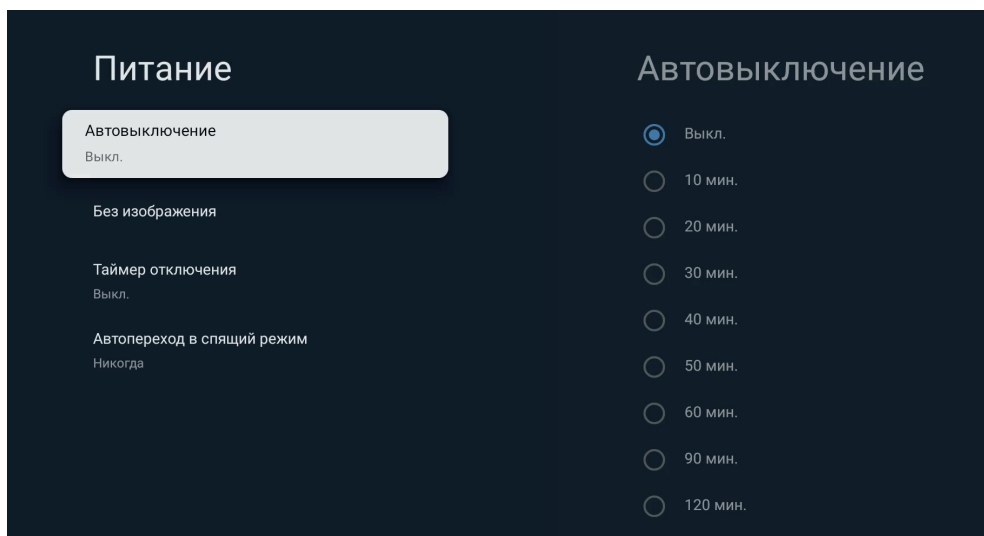 Питание
Автовыключение
Выкл.
Без изображения
Таймер отключения
Выкл.
Автопереход в спящий режим
Никогда
Автовыключение
Выкл.
10 мин.
20 мин.
30 мин.
40 мин.
50 мин.
60 мин.
90 мин.
120 мин.